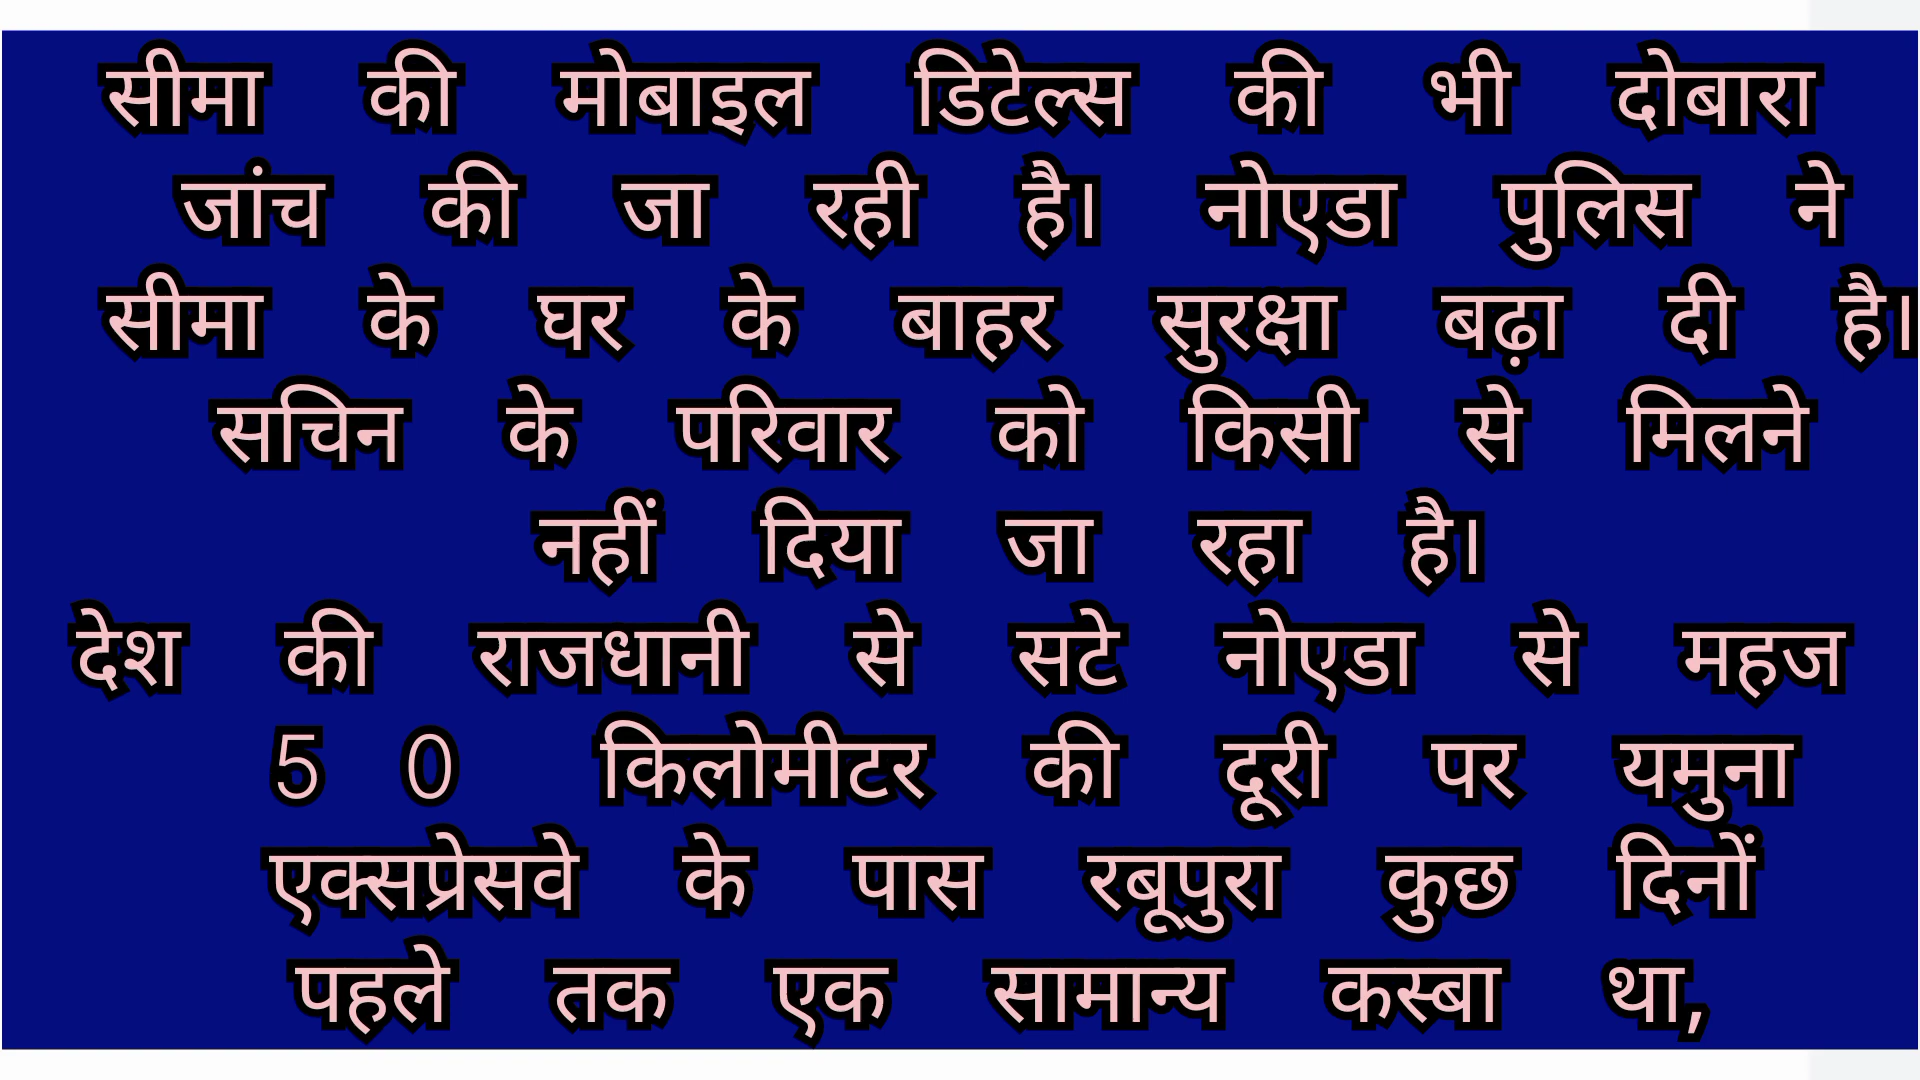 सीमा की मोबाइल डिटेल्स की भी दोबारा
जांच की जा रही है। नोएडा पुलिस ने
सीमा के घर के बाहर सुरक्षा बढ़ा दी है।
सचिन के परिवार को किसी से मिलने
नहीं दिया जा रहा है।
देश की राजधानी से सटे नोएडा से महज
5 0 किलोमीटर की दूरी पर यमुना
एक्सप्रेसवे के पास रबूपुरा कुछ दिनों
पहले तक एक सामान्य कस्बा था,